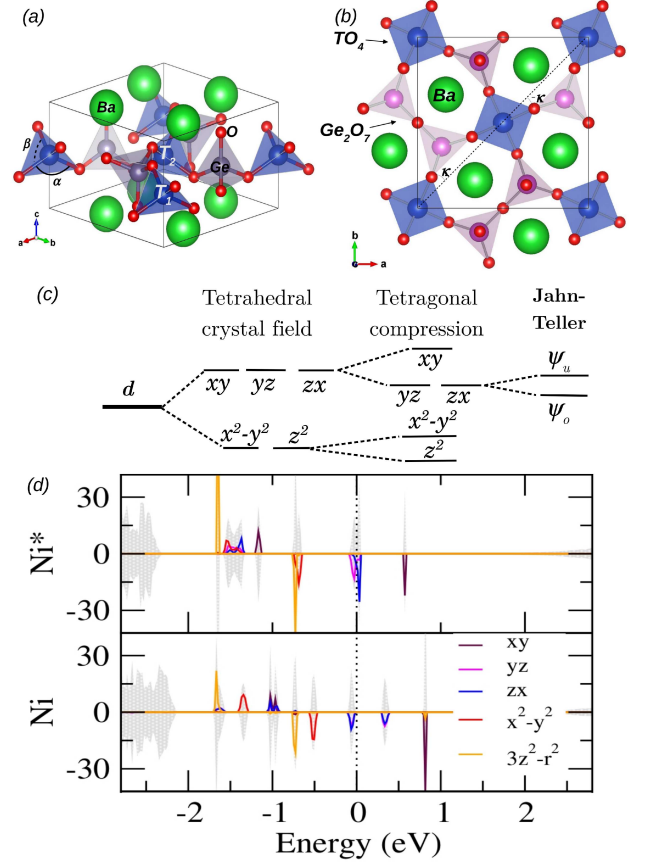 (a)
(b)
Ba
O
β
T₂
Ge
α
T₁
c
a
b
TO₄
κ
Ba
Ge₂O₇
κ
b
c
a
(c)
Tetrahedral
crystal field
Tetragonal
compression
Jahn-
Teller
d
xy yz zx
x²-y² z²
xy
yz zx
x²-y²
z²
ψᵤ
ψₒ
(d)
Ni*
30
0
-30
Ni
30
0
-30
xy
yz
zx
x²-y²
3z²-r²
-2 -1 0 1 2
Energy (eV)